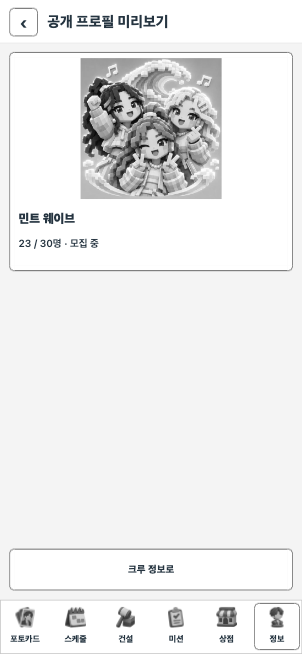 공개 프로필 미리보기
민트 웨이브
23 / 30명 · 모집 중
크루 정보로
포토카드
스케줄
건설
미션
상점
정보